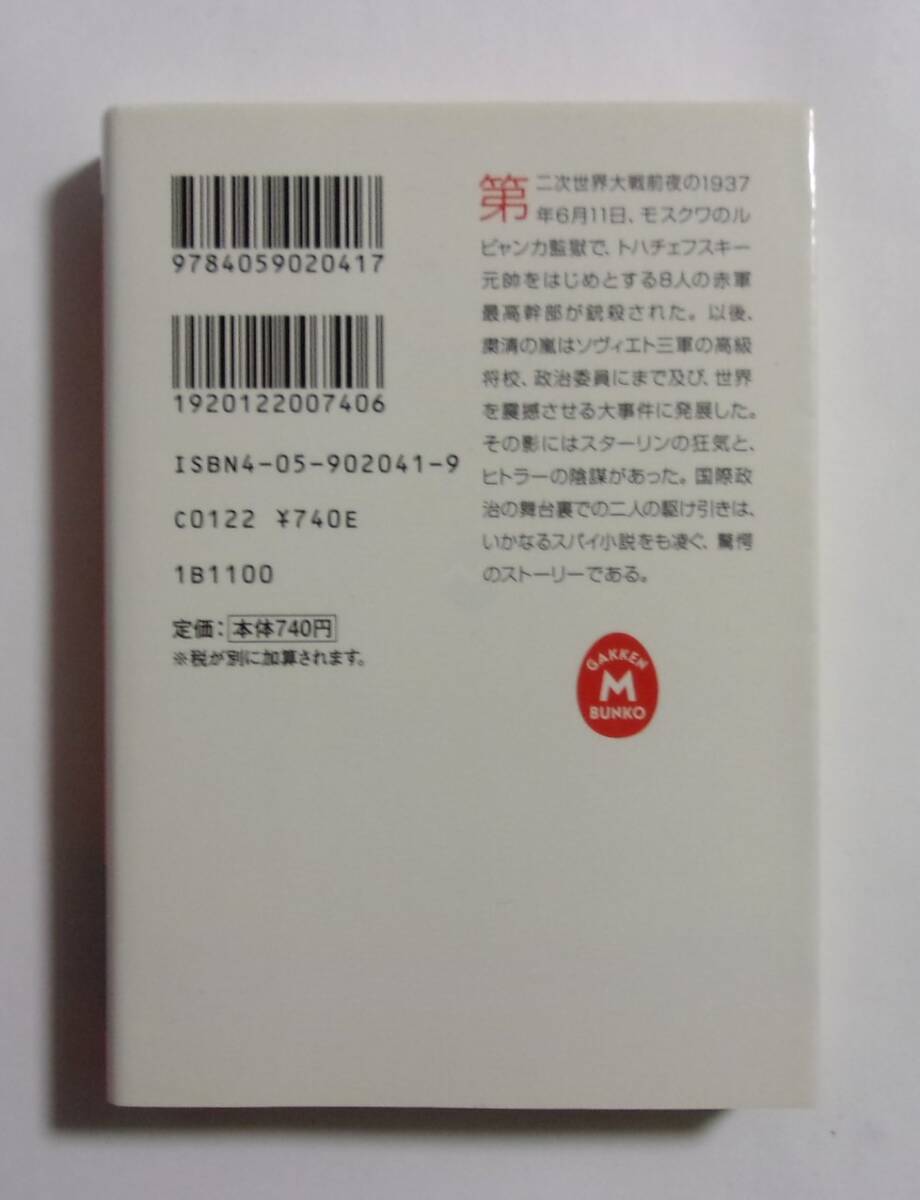 9784059020417
1920122007406
ISBN4-05-902041-9
C0122 ¥740E
1B1100
定価：本体740円
※税が別に加算されます。
第二次世界大戦前夜の1937
年6月11日、モスクワのル
ビャンカ監獄で、トハチェフスキー
元帥をはじめとする8人の赤軍
最高幹部が銃殺された。以後、
粛清の嵐はソヴィエト三軍の高級
将校、政治委員にまで及び、世界
を震撼させる大事件に発展した。
その影にはスターリンの狂気と、
ヒトラーの陰謀があった。国際政
治の舞台裏での二人の駆け引きは、
いかなるスパイ小説をも凌ぐ、驚愕
のストーリーである。
GAKKEN
M
BUNKO